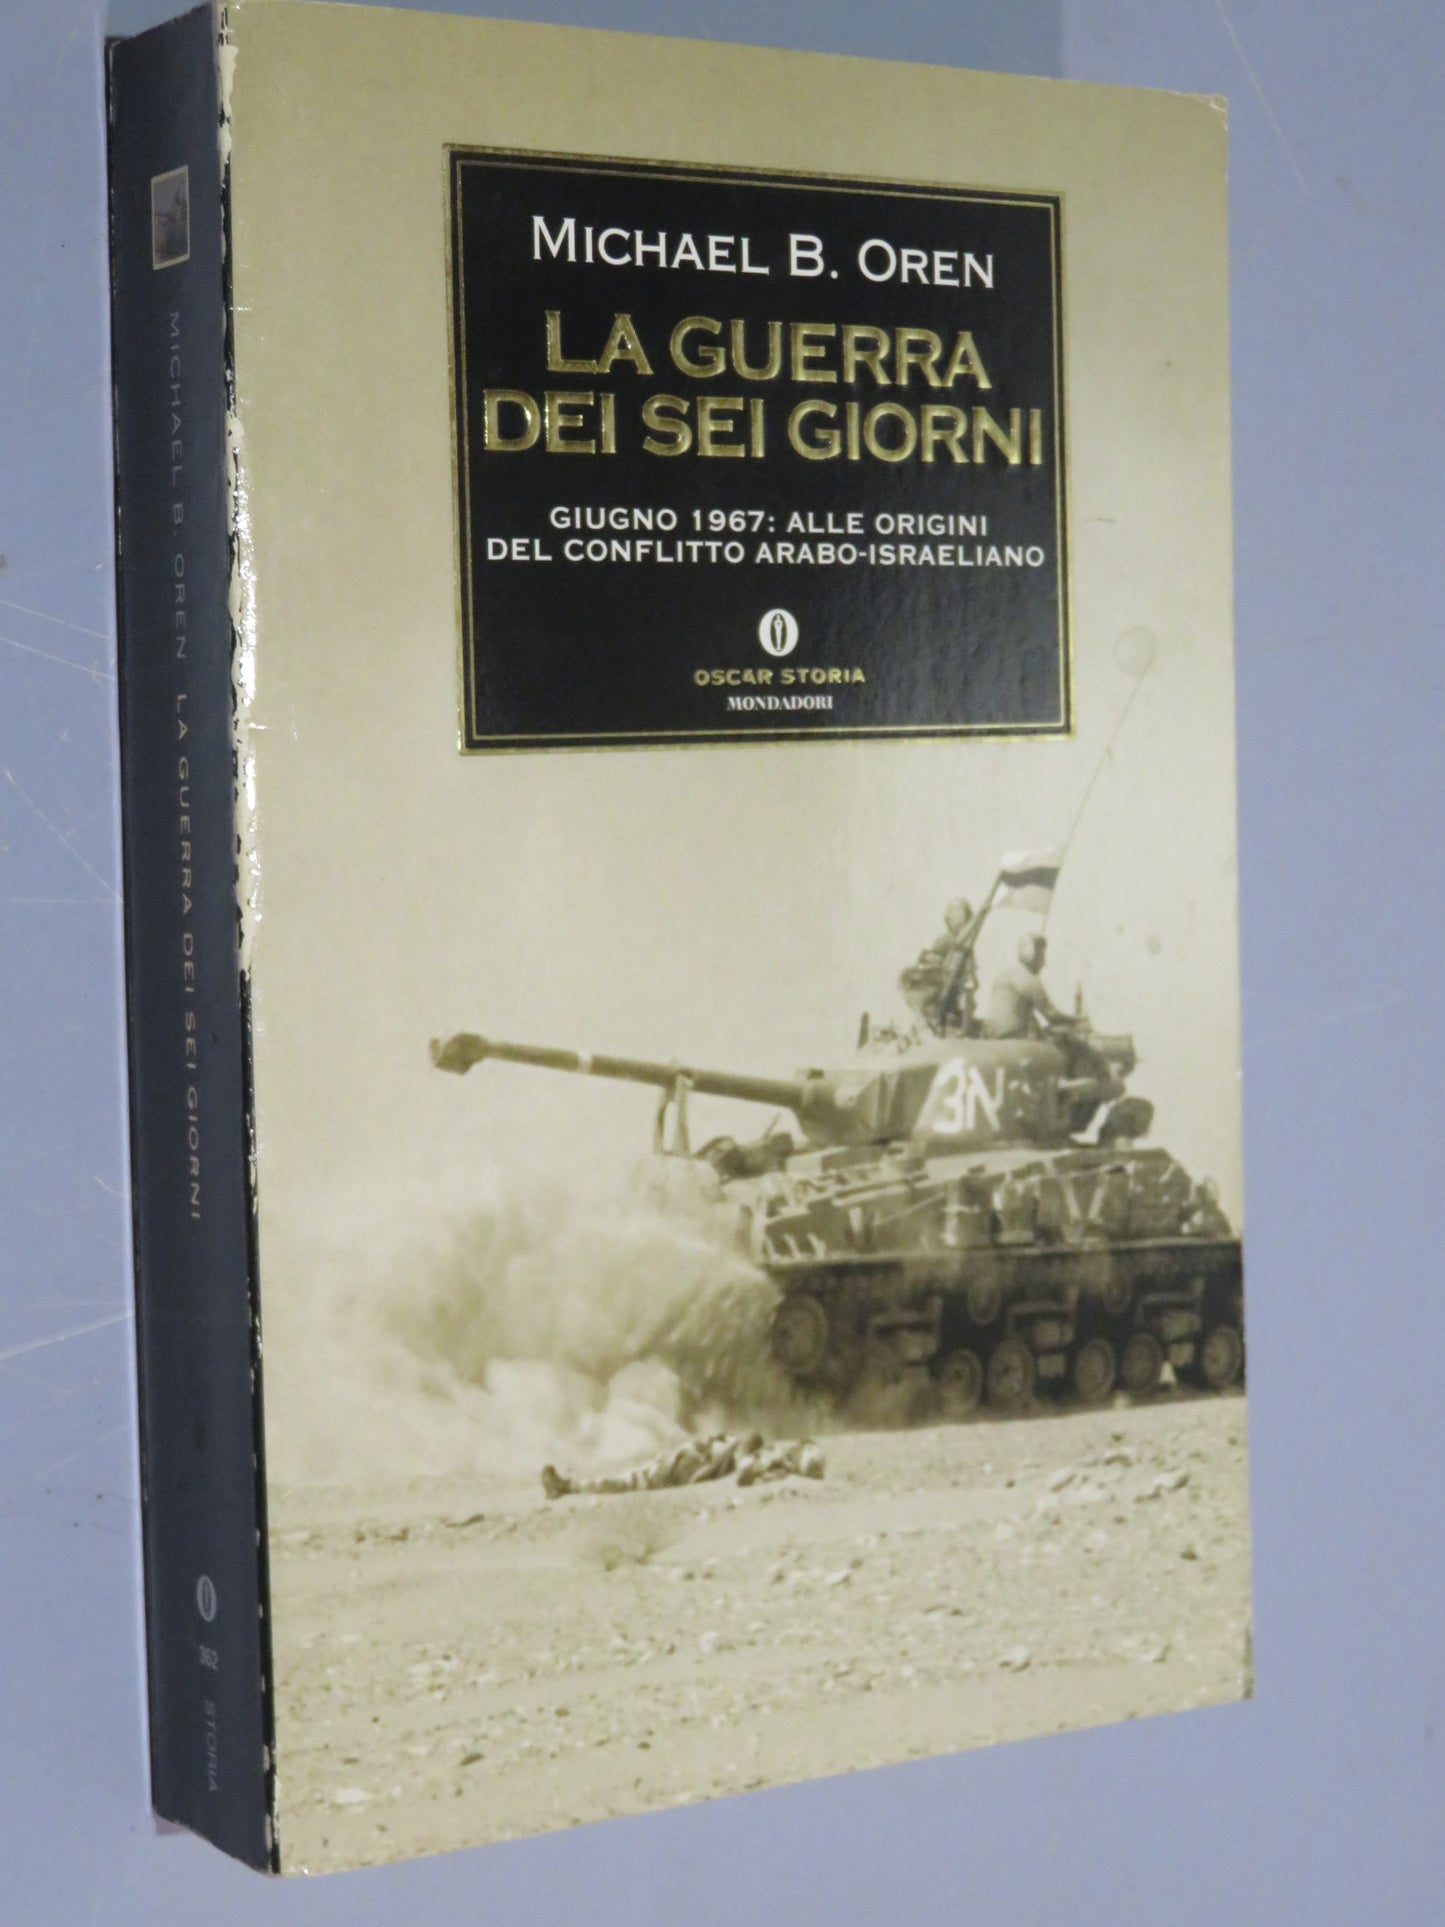 MICHAEL B. OREN
LA GUERRA
DEI SEI GIORNI
GIUGNO 1967: ALLE ORIGINI
DEL CONFLITTO ARABO-ISRAELIANO
OSCAR STORIA
MONDADORI
3N
MICHAEL B. OREN LA GUERRA DEI SEI GIORNI
362 STORIA